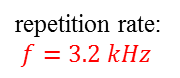 repetition rate:
f = 3.2 kHz